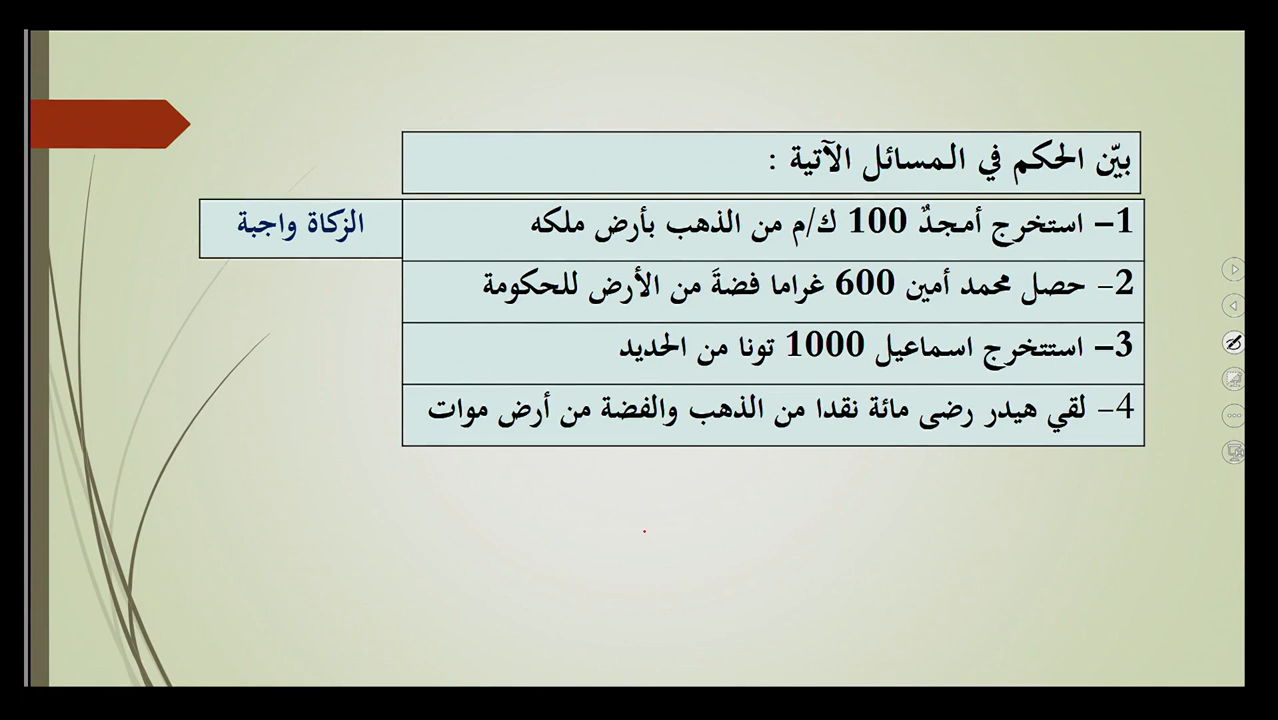 بيّن الحكم في المسائل الآتية :
1– استخرج أمجدٌ 100 ك/م من الذهب بأرض ملكه
الزكاة واجبة
2- حصل محمد أمين 600 غراما فضةَ من الأرض للحكومة
3– استتخرج اسماعيل 1000 تونا من الحديد
4- لقي هيدر رضى مائة نقدا من الذهب والفضة من أرض موات